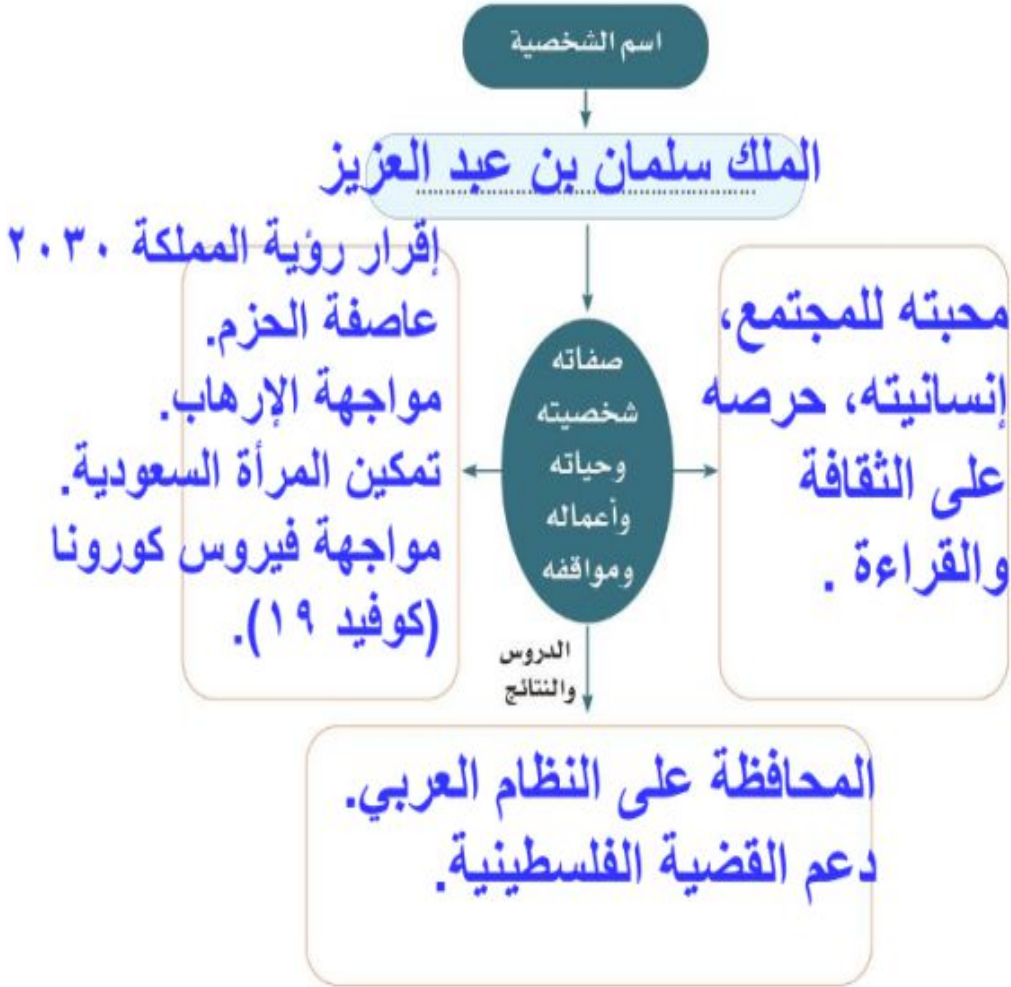 اسم الشخصية
الملك سلمان بن عبد العزيز
محبته للمجتمع،
إنسانيته، حرصه
على الثقافة
والقراءة .
صفاته
شخصيته
وحياته
وأعماله
ومواقفه
إقرار رؤية المملكة ٢٠٣٠
عاصفة الحزم.
مواجهة الإرهاب.
تمكين المرأة السعودية.
مواجهة فيروس كورونا
(كوفيد ١٩).
الدروس
والنتائج
المحافظة على النظام العربي.
دعم القضية الفلسطينية.